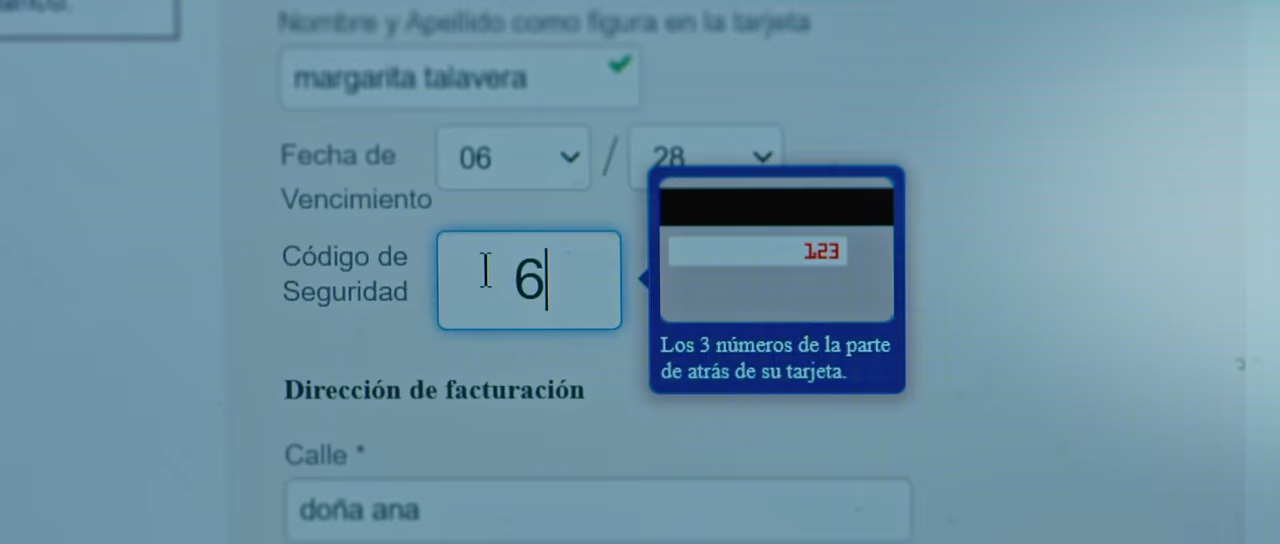 Nombre y Apellido como figura en la tarjeta
margarita talavera
Fecha de
Vencimiento
06 / 28
Código de
Seguridad
6
123
Los 3 números de la parte
de atrás de su tarjeta.
Dirección de facturación
Calle *
doña ana